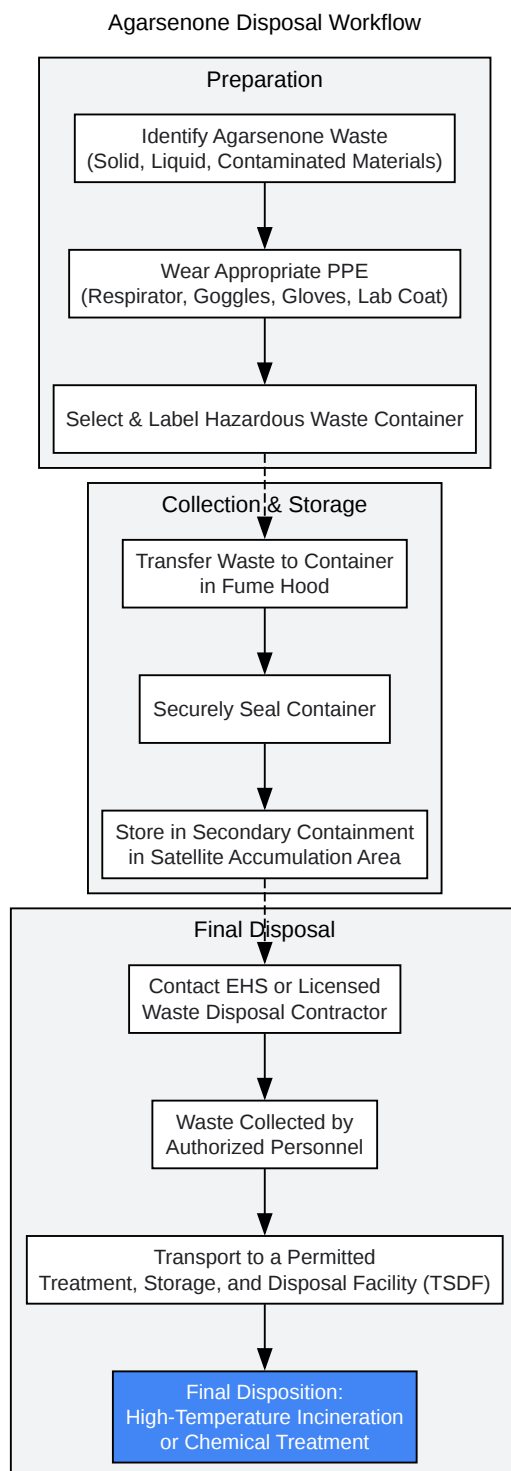 Agarsenone Disposal Workflow
Preparation
Identify Agarsenone Waste
(Solid, Liquid, Contaminated Materials)
Wear Appropriate PPE
(Respirator, Goggles, Gloves, Lab Coat)
Select & Label Hazardous Waste Container
Collection & Storage
Transfer Waste to Container
in Fume Hood
Securely Seal Container
Store in Secondary Containment
in Satellite Accumulation Area
Final Disposal
Contact EHS or Licensed
Waste Disposal Contractor
Waste Collected by
Authorized Personnel
Transport to a Permitted
Treatment, Storage, and Disposal Facility (TSDF)
Final Disposition:
High-Temperature Incineration
or Chemical Treatment